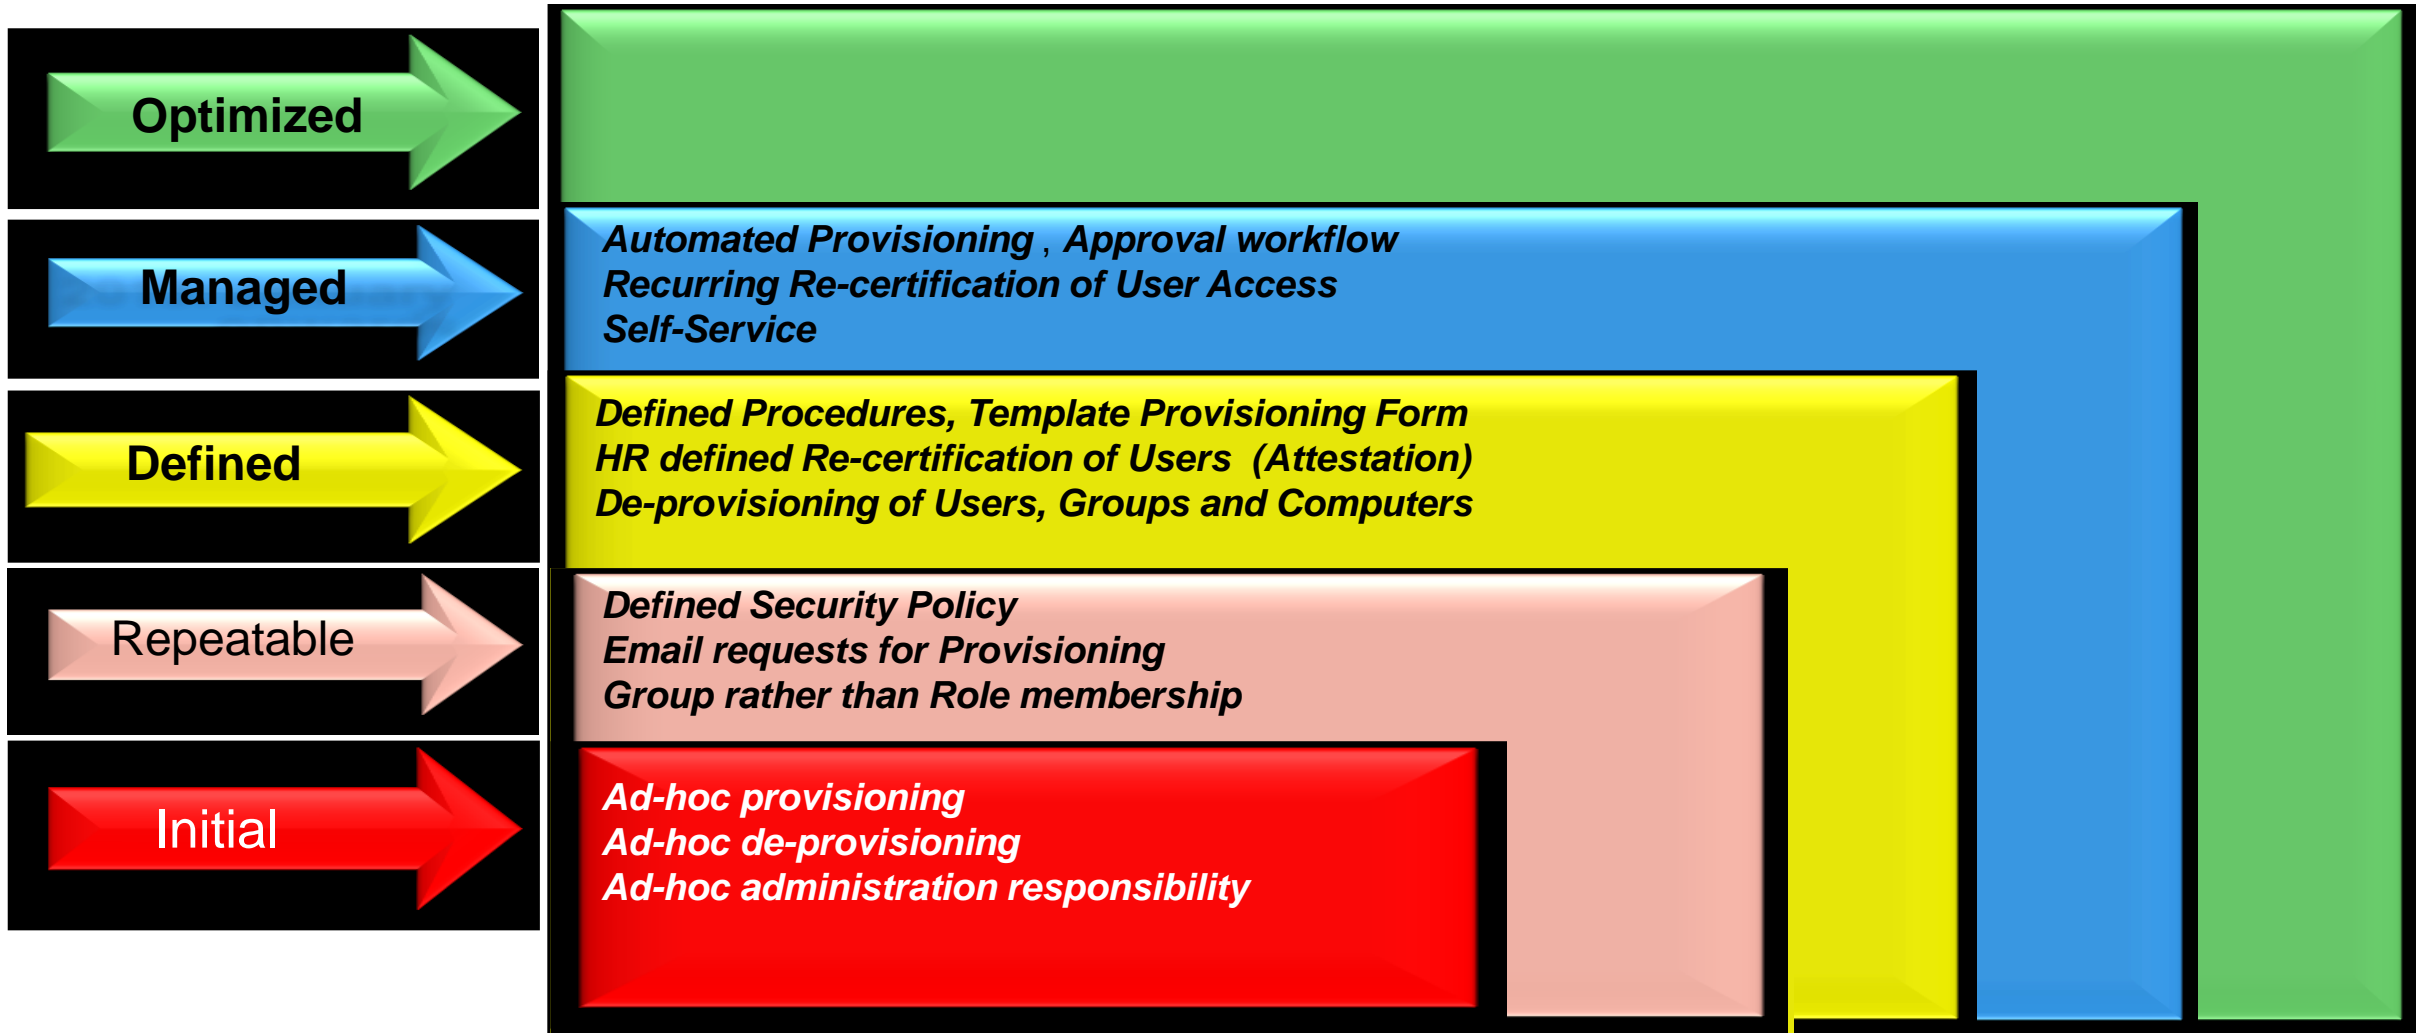 Optimized
Managed
Automated Provisioning , Approval workflow
Recurring Re-certification of User Access
Self-Service
Defined
Defined Procedures, Template Provisioning Form
HR defined Re-certification of Users (Attestation)
De-provisioning of Users, Groups and Computers
Repeatable
Defined Security Policy
Email requests for Provisioning
Group rather than Role membership
Initial
Ad-hoc provisioning
Ad-hoc de-provisioning
Ad-hoc administration responsibility